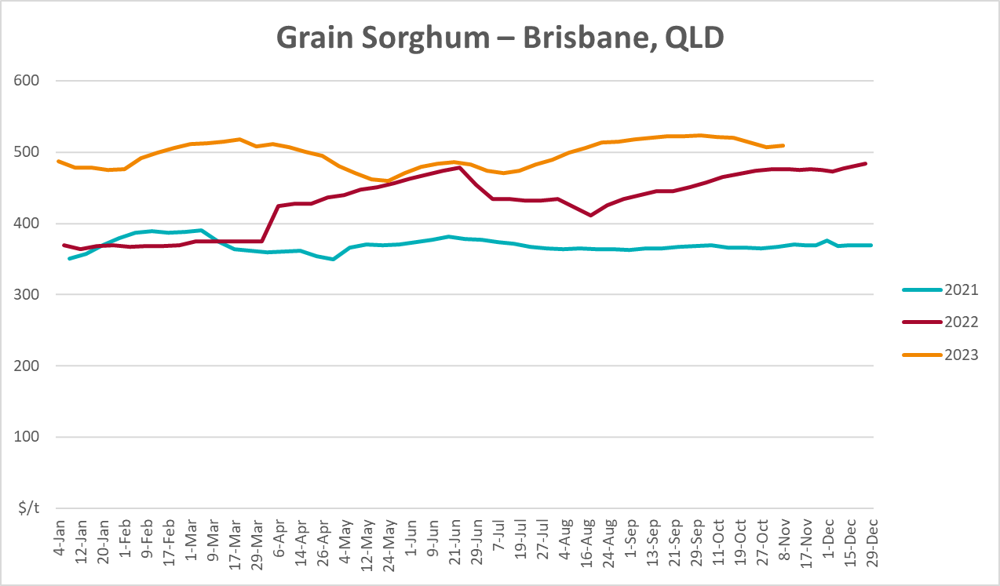 Grain Sorghum – Brisbane, QLD
600
500
400
300
200
100
$/t
4-Jan
12-Jan
20-Jan
1-Feb
9-Feb
17-Feb
1-Mar
9-Mar
17-Mar
29-Mar
6-Apr
14-Apr
26-Apr
4-May
12-May
24-May
1-Jun
9-Jun
21-Jun
29-Jun
7-Jul
19-Jul
27-Jul
4-Aug
16-Aug
24-Aug
1-Sep
13-Sep
21-Sep
29-Sep
11-Oct
19-Oct
27-Oct
8-Nov
17-Nov
1-Dec
15-Dec
29-Dec
2021
2022
2023